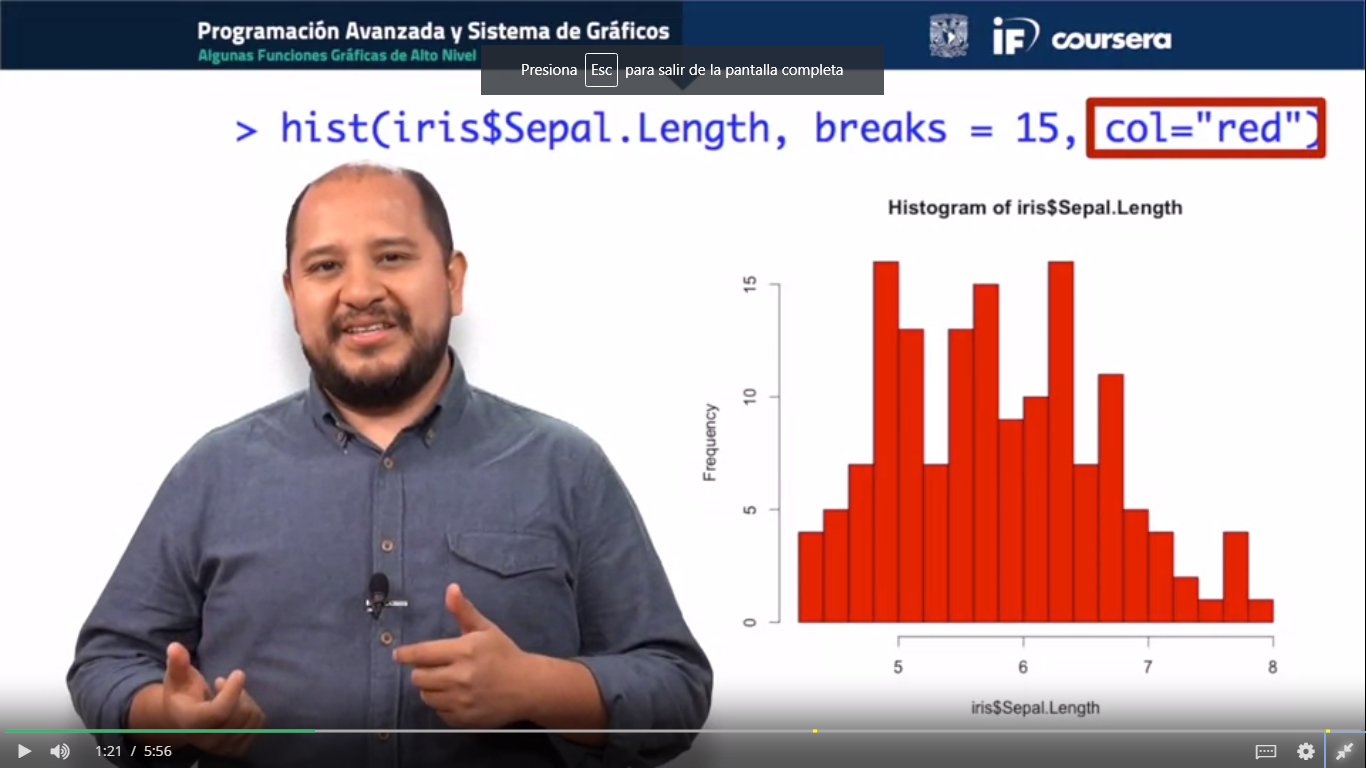 Programación Avanzada y Sistema de Gráficos
Algunas Funciones Gráficas de Alto Nivel
iF
coursera
Presiona Esc para salir de la pantalla completa
> hist(iris$Sepal.Length, breaks = 15, col="red")
Histogram of iris$Sepal.Length
15
10
5
0
Frequency
5 6 7 8
iris$Sepal.Length
1:21 / 5:56